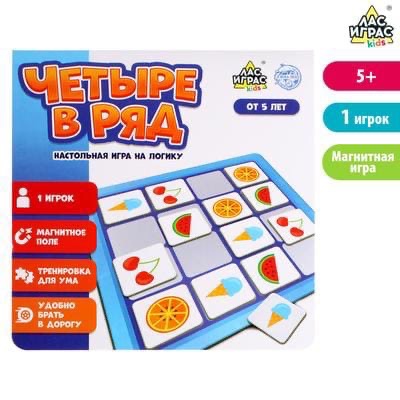 ЛАС
ИГРАС
kids
5+
1 игрок
Магнитная
игра
ЧЕТЫРЕ
В РЯД
НАСТОЛЬНАЯ ИГРА НА ЛОГИКУ
ЛАС
ИГРАС
kids
ОТ 5 ЛЕТ
1 ИГРОК
МАГНИТНОЕ
ПОЛЕ
ТРЕНИРОВКА
ДЛЯ УМА
УДОБНО
БРАТЬ
В ДОРОГУ